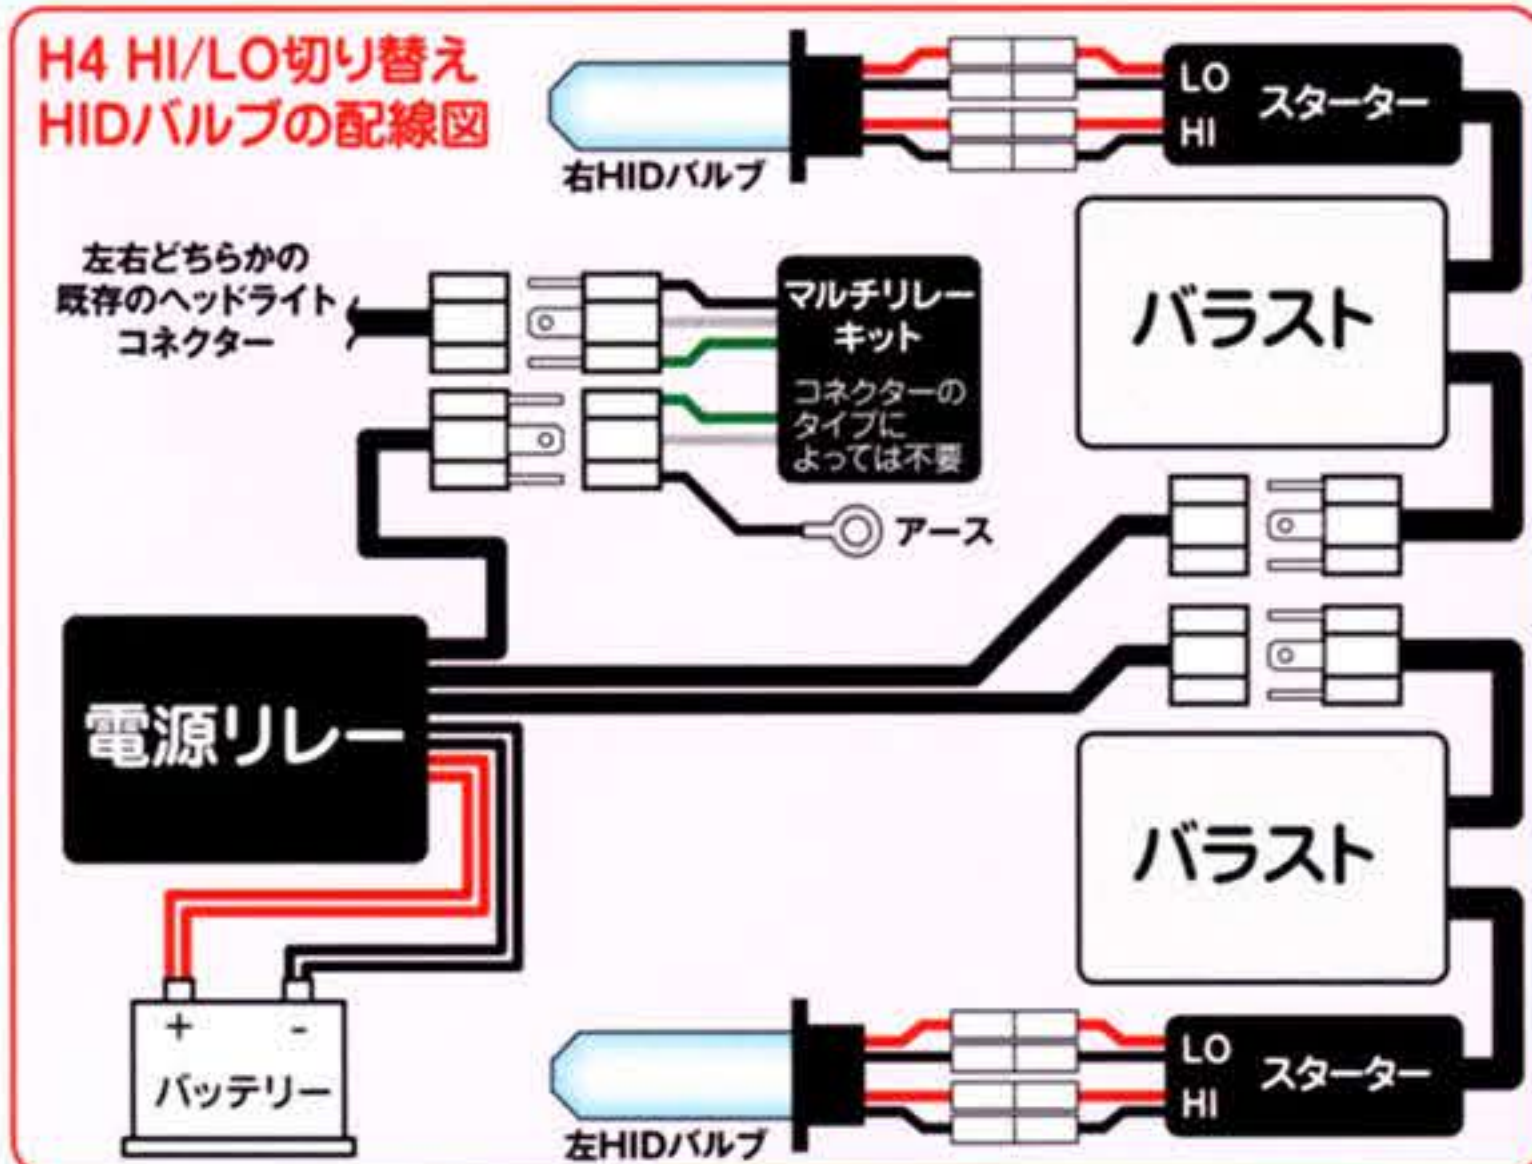 H4 HI/LO切り替え
HIDバルブの配線図
右HIDバルブ
LO
スターター
HI
左右どちらかの
既存のヘッドライト
コネクター
マルチリレー
キット
コネクターの
タイプに
よっては不要
アース
バラスト
電源リレー
バラスト
+
-
バッテリー
左HIDバルブ
LO
スターター
HI